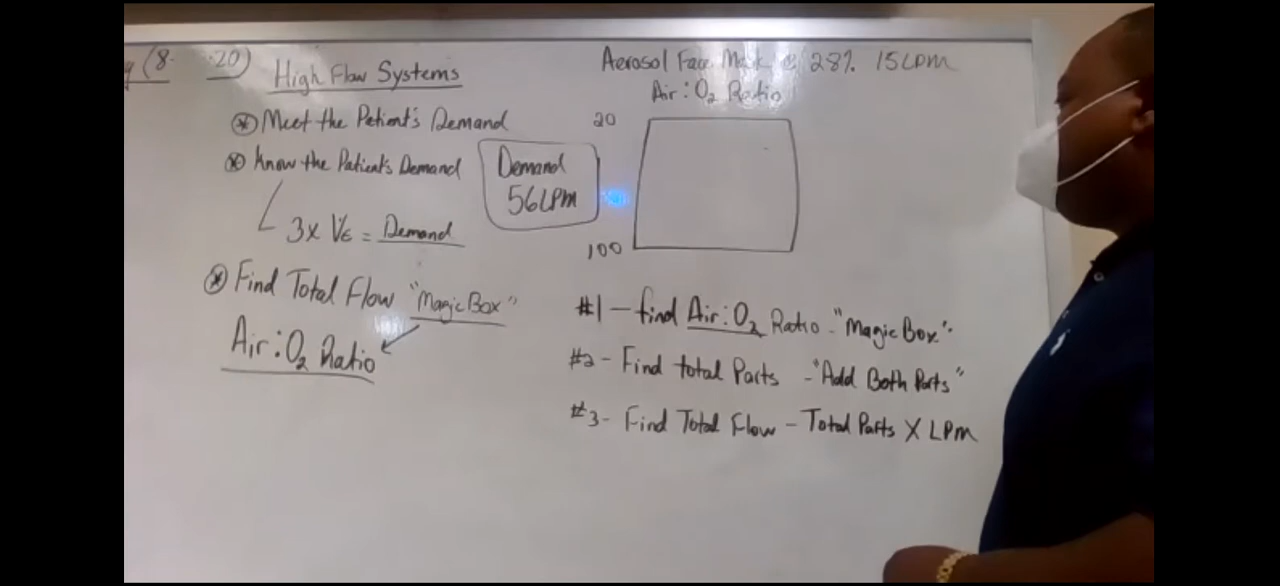 (8- -20)
High Flow Systems
⊛ Meet the Patient's Demand
⊛ Know the Patient's Demand
3x VE = Demand
⊛ Find Total Flow "Magic Box"
Air:O2 Ratio
Demand
56LPM
Aerosol Face Mask @ 28% 15LPM
Air:O2 Ratio
20
100
#1 - find Air:O2 Ratio - "Magic Box"
#2 - Find total Parts - "Add Both Parts"
#3 - Find Total Flow - Total Parts X LPM